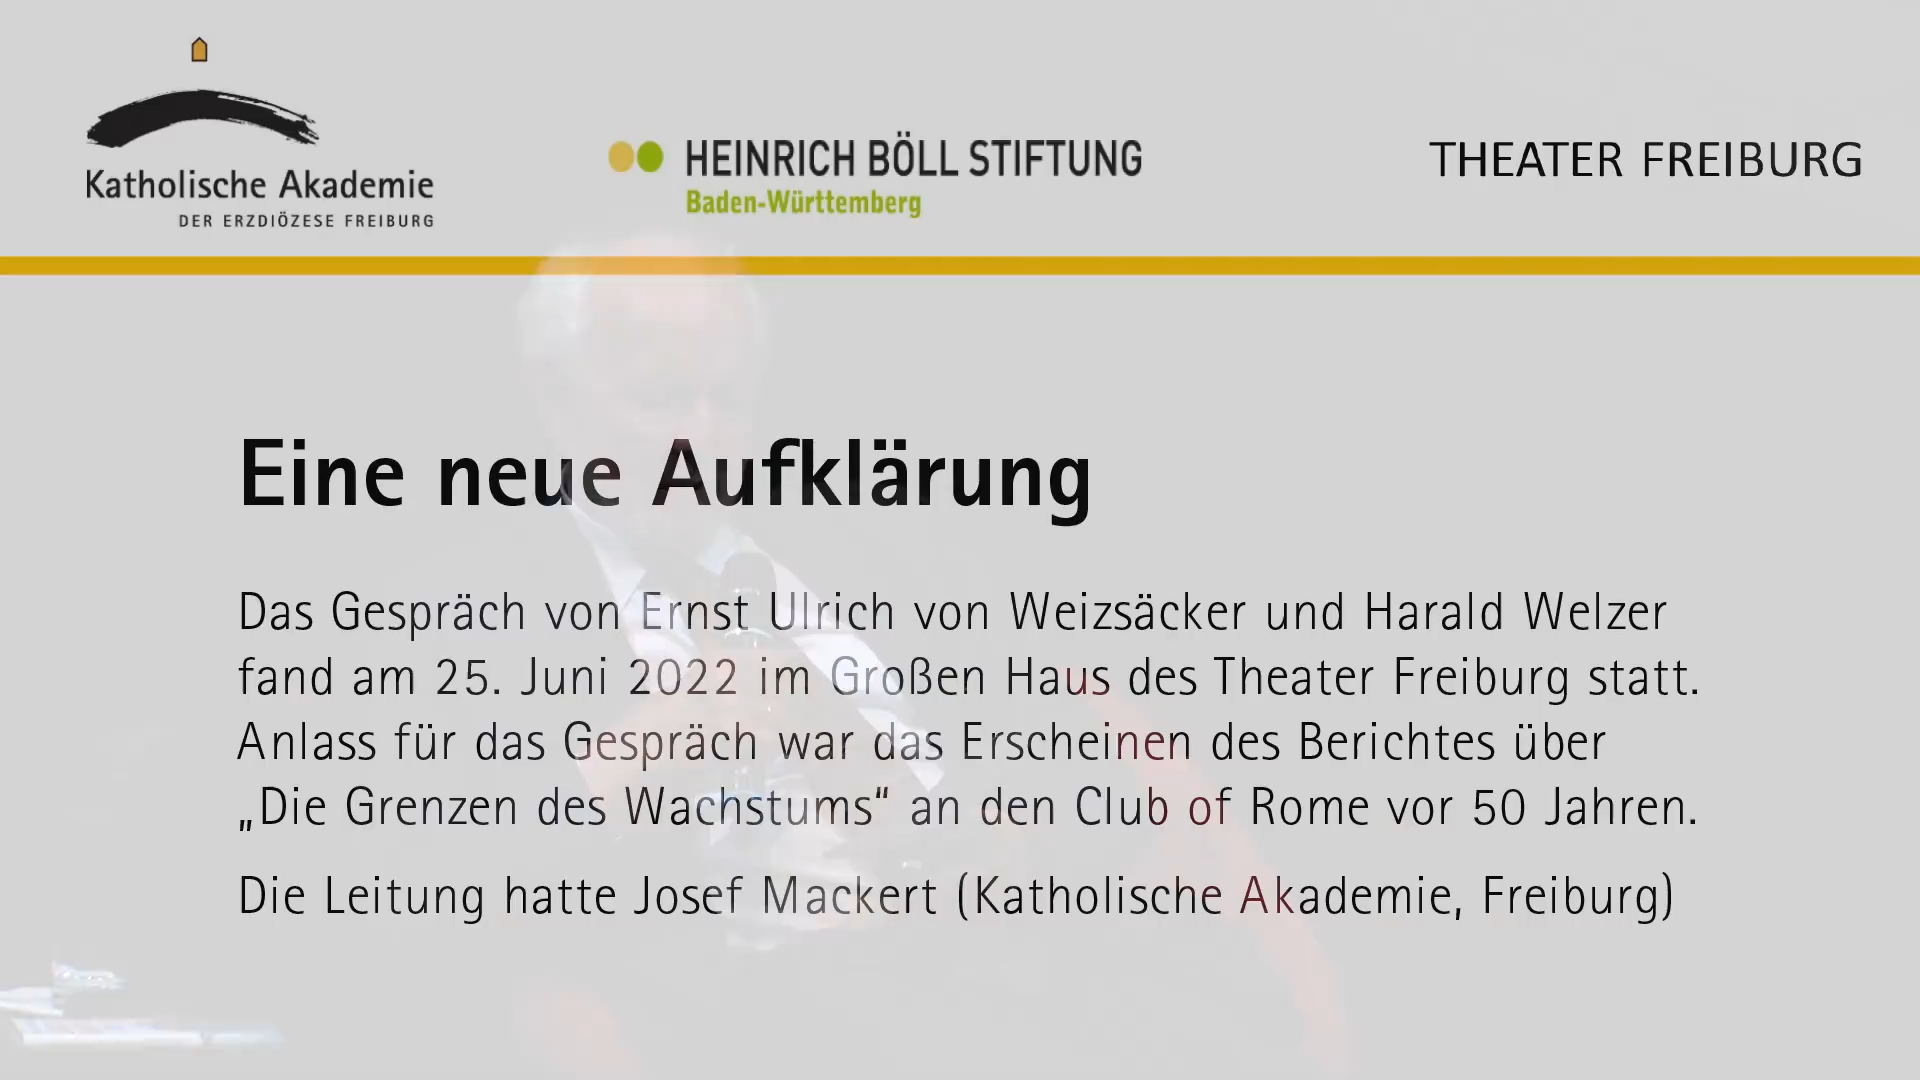 Katholische Akademie
DER ERZDIÖZESE FREIBURG
HEINRICH BÖLL STIFTUNG
Baden-Württemberg
THEATER FREIBURG
Eine neue Aufklärung
Das Gespräch von Ernst Ulrich von Weizsäcker und Harald Welzer
fand am 25. Juni 2022 im Großen Haus des Theater Freiburg statt.
Anlass für das Gespräch war das Erscheinen des Berichtes über
„Die Grenzen des Wachstums“ an den Club of Rome vor 50 Jahren.
Die Leitung hatte Josef Mackert (Katholische Akademie, Freiburg)